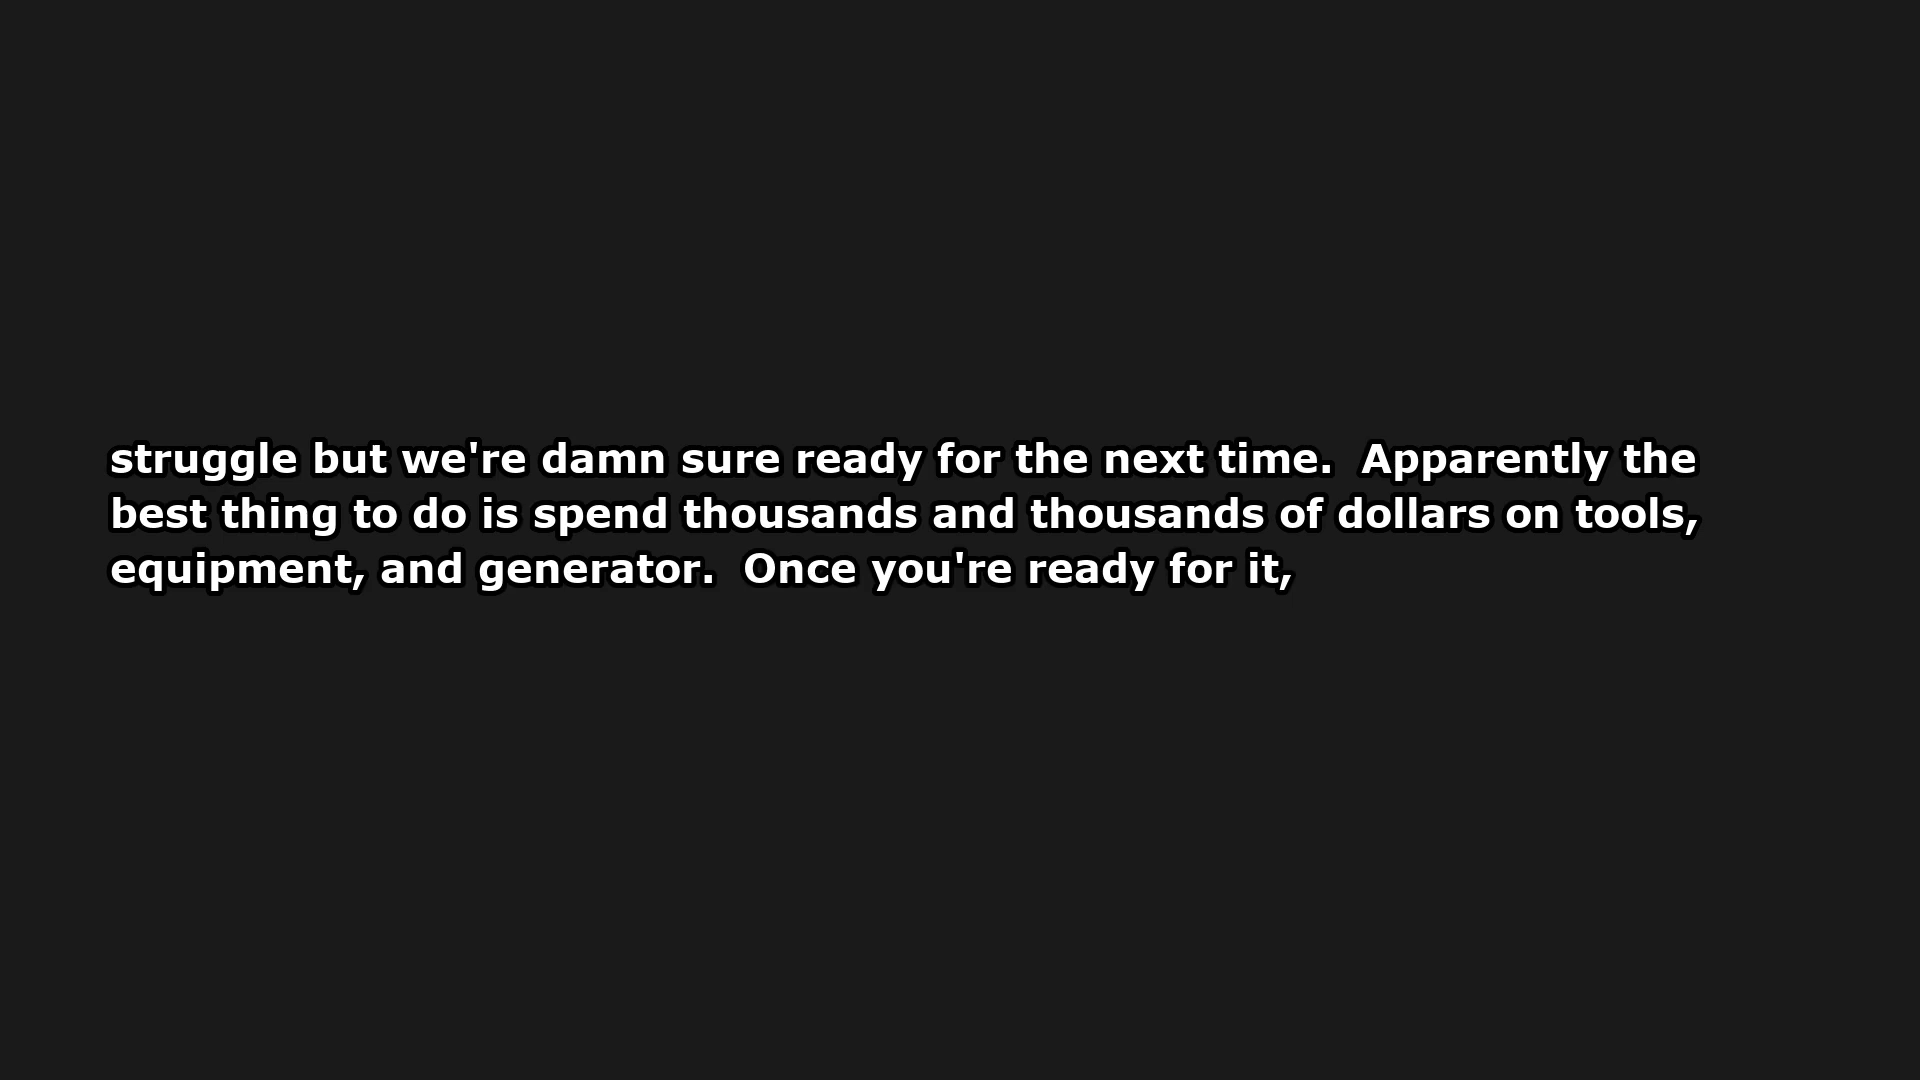 struggle but we're damn sure ready for the next time.  Apparently the
best thing to do is spend thousands and thousands of dollars on tools,
equipment, and generator.  Once you're ready for it,